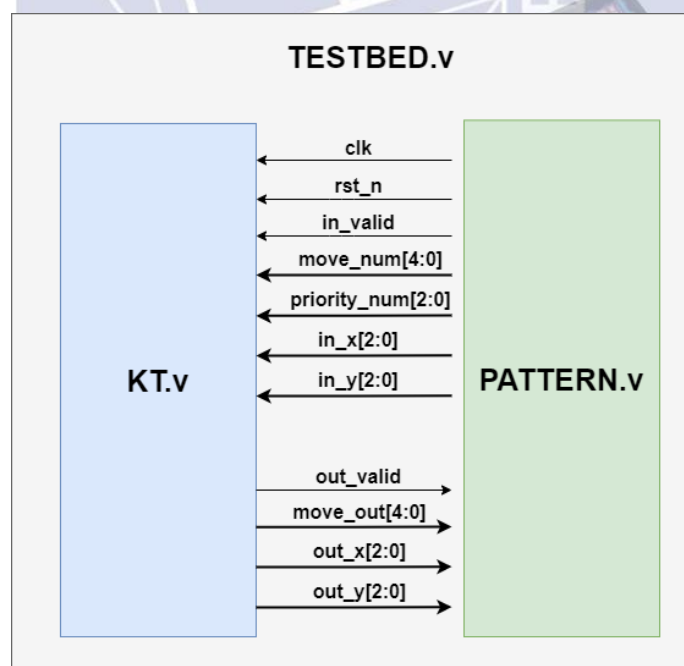 TESTBED.v
clk
rst_n
in_valid
move_num[4:0]
priority_num[2:0]
in_x[2:0]
in_y[2:0]
KT.v
PATTERN.v
out_valid
move_out[4:0]
out_x[2:0]
out_y[2:0]